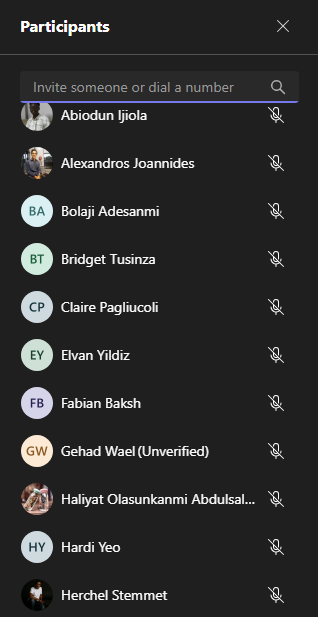 Participants
Invite someone or dial a number
Abiodun Ijiola
Alexandros Joannides
BA Bolaji Adesanmi
BT Bridget Tusinza
CP Claire Pagliucoli
EY Elvan Yildiz
FB Fabian Baksh
GW Gehad Wael (Unverified)
Haliyat Olasunkanmi Abdulsal...
HY Hardi Yeo
Herchel Stemmet